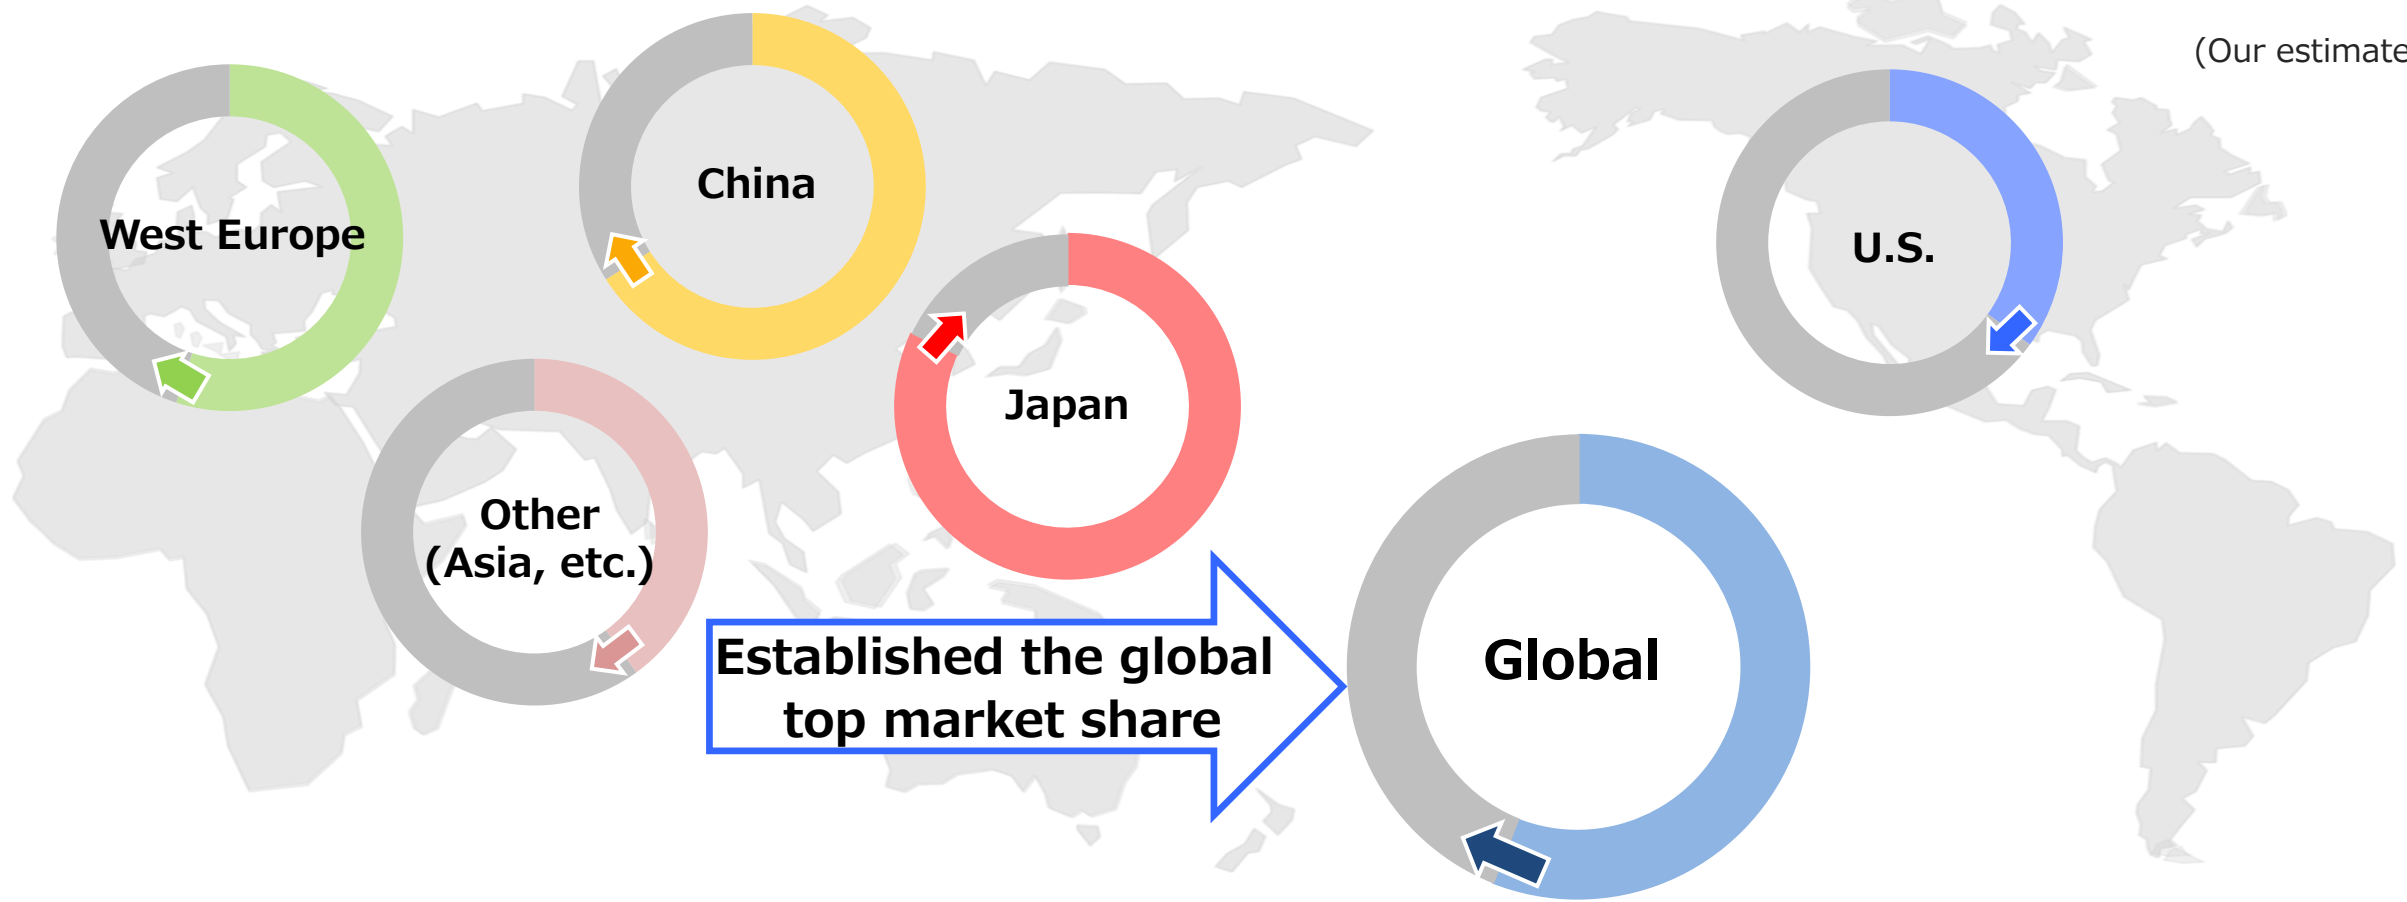 (Our estimate
China
West Europe
U.S.
Japan
Other
(Asia, etc.)
Established the global
top market share
Global